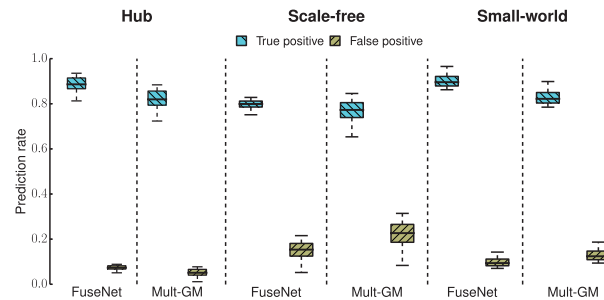 Hub Scale-free Small-world
True positive False positive
Prediction rate
1.0
0.8
0.6
0.4
0.2
0.0
FuseNet Mult-GM FuseNet Mult-GM FuseNet Mult-GM